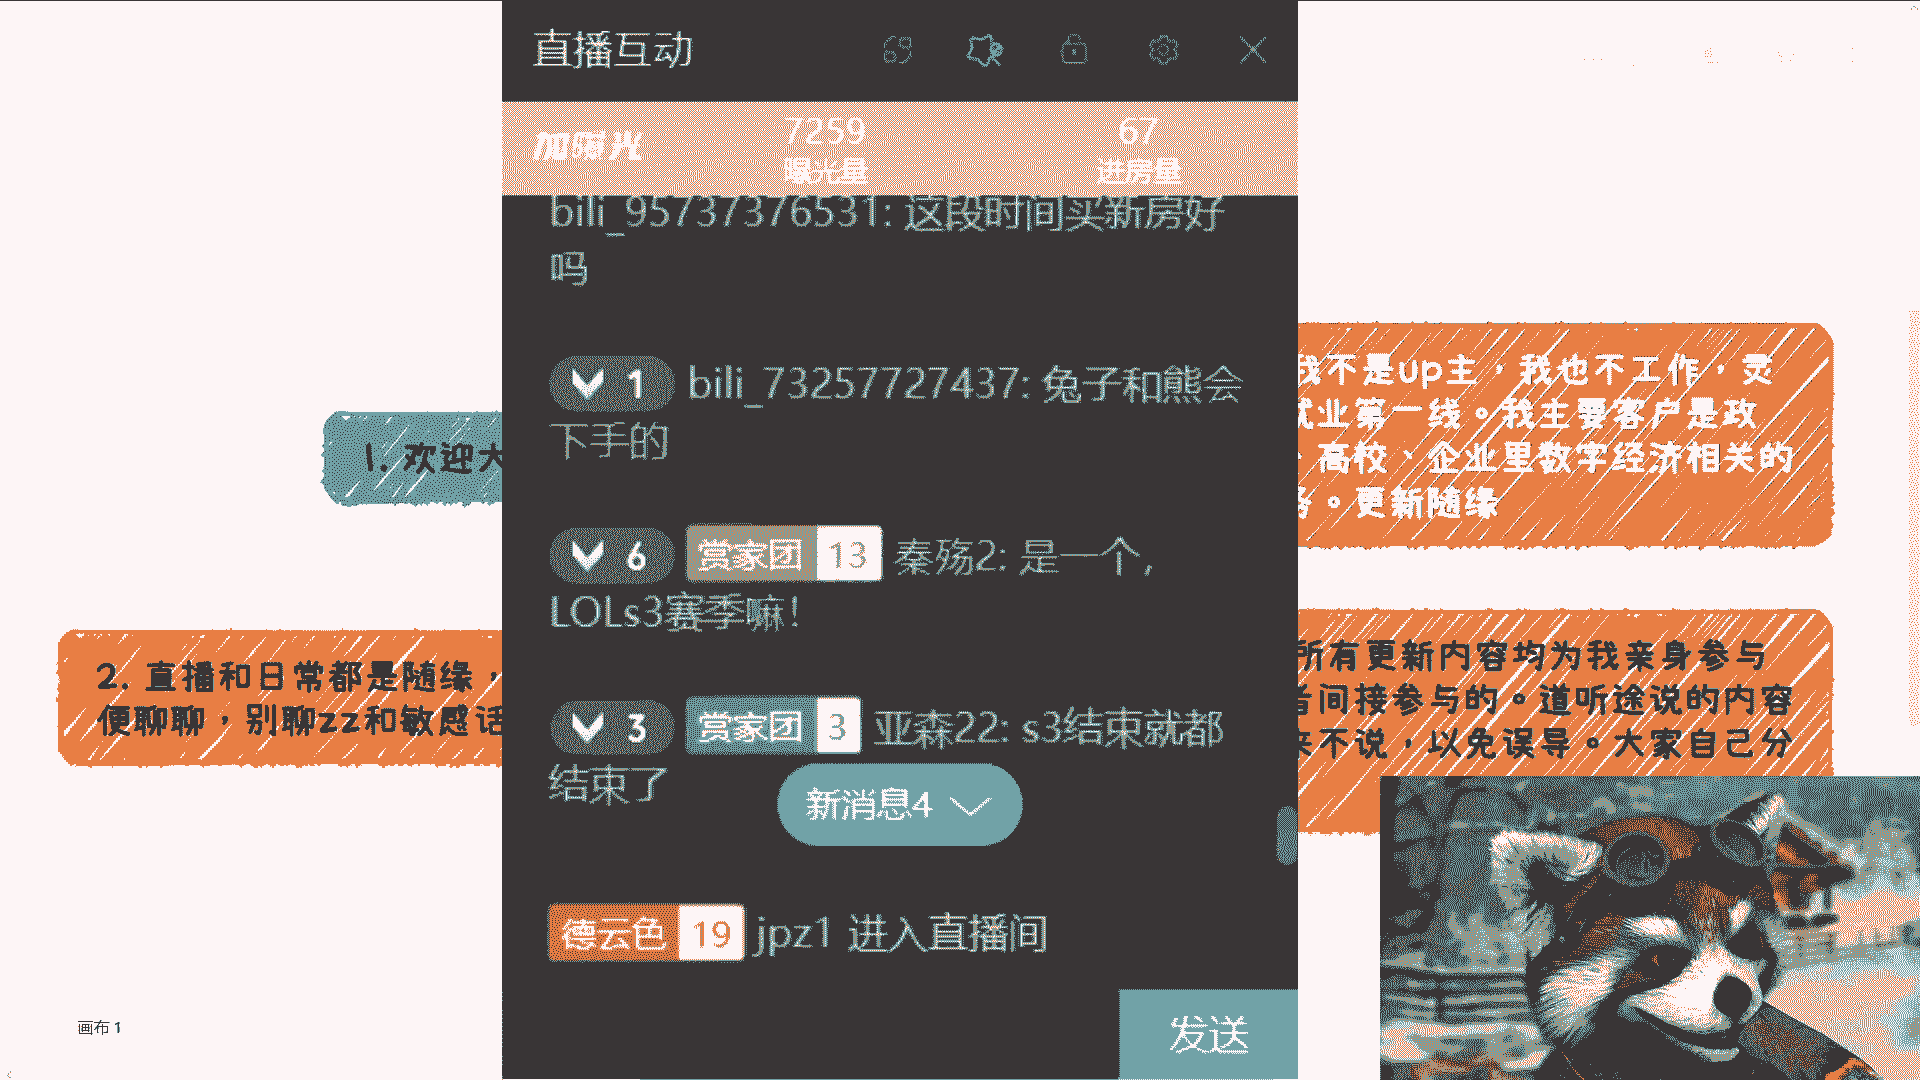 直播互动
加曝光
7259
曝光量
67
进房量
bili_95737376531: 这段时间买新房好
吗
1 bili_73257727437: 兔子和熊会
下手的
6 赏家团 13 秦殇2: 是一个,
LOLs3赛季嘛!
3 赏家团 3 亚森22: s3结束就都
结束了
新消息4
德云色 19 jpz1 进入直播间
发送
1. 欢迎大
2. 直播和日常都是随缘，
便聊聊，别聊zz和敏感话
我不是up主，我也不工作，灵
就业第一线。我主要客户是政
、高校、企业里数字经济相关的
务。更新随缘
所有更新内容均为我亲身参与
者间接参与的。道听途说的内容
来不说，以免误导。大家自己分
画布 1